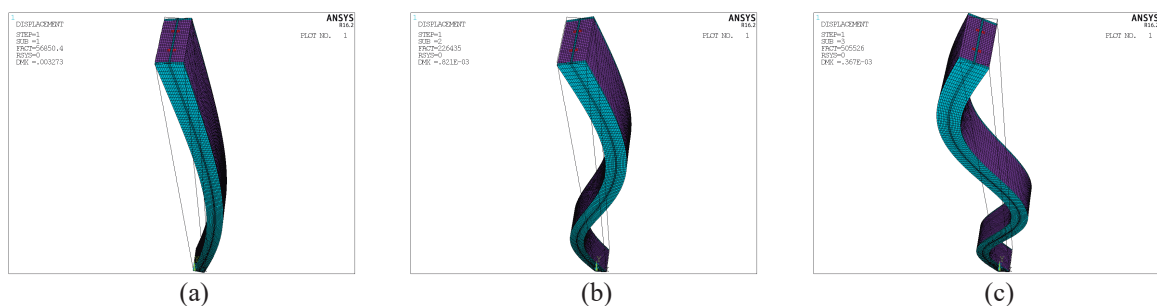 1
DISPLACEMENT
STEP=1
SUB =1
FACT=56850.4
RSYS=0
DMX =.003273
ANSYS
R16.2
PLOT NO. 1
(a)
1
DISPLACEMENT
STEP=1
SUB =2
FACT=226435
RSYS=0
DMX =.821E-03
ANSYS
R16.2
PLOT NO. 1
(b)
1
DISPLACEMENT
STEP=1
SUB =3
FACT=505526
RSYS=0
DMX =.367E-03
ANSYS
R16.2
PLOT NO. 1
(c)